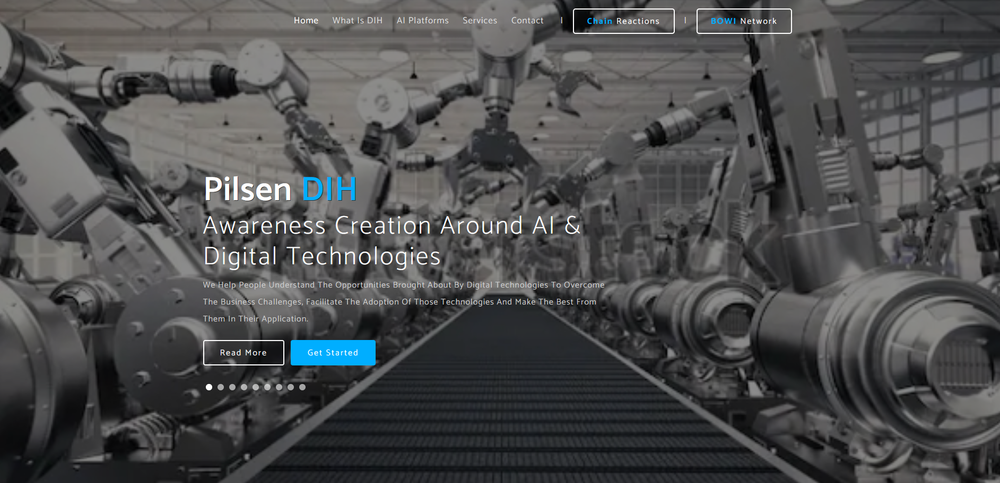 Home What Is DIH AI Platforms Services Contact | Chain Reactions | BOWI Network
Pilsen DIH
Awareness Creation Around AI &
Digital Technologies
We Help People Understand The Opportunities Brought About By Digital Technologies To Overcome
The Business Challenges, Facilitate The Adoption Of Those Technologies And Make The Best From
Them In Their Application.
Read More Get Started